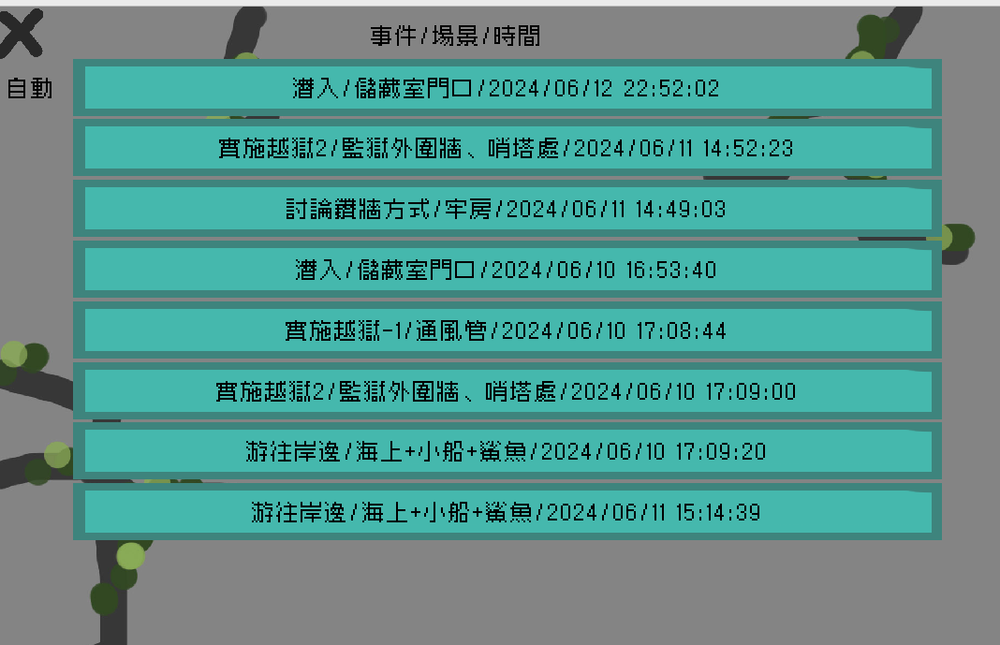 事件/場景/時間
自動
潛入/儲藏室門口/2024/06/12 22:52:02
實施越獄2/監獄外圍牆、哨塔處/2024/06/11 14:52:23
討論鑽牆方式/牢房/2024/06/11 14:49:03
潛入/儲藏室門口/2024/06/10 16:53:40
實施越獄-1/通風管/2024/06/10 17:08:44
實施越獄2/監獄外圍牆、哨塔處/2024/06/10 17:09:00
游往岸邊/海上+小船+鯊魚/2024/06/10 17:09:20
游往岸邊/海上+小船+鯊魚/2024/06/11 15:14:39